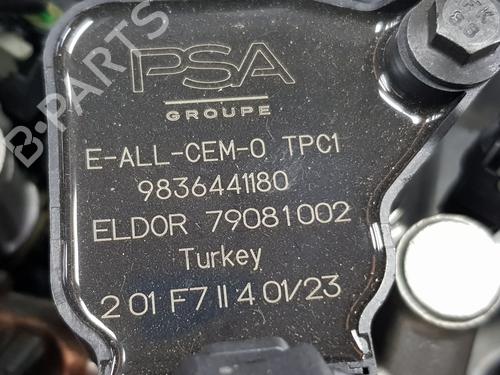 B-PARTS
PSA
GROUPE
E-ALL-CEM-0 TPC1
9836441180
ELDOR 79081002
Turkey
2 01 F7 II 4 01/23